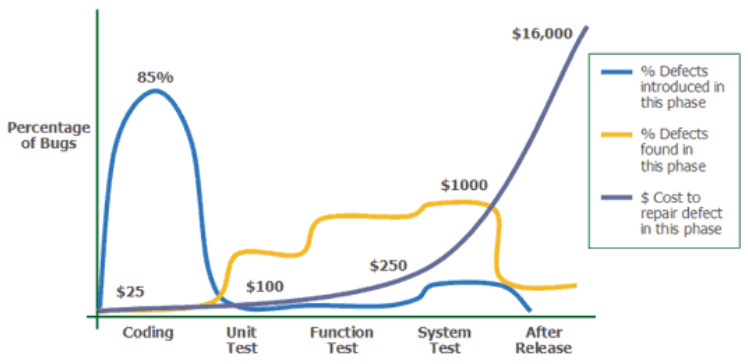 $16,000
85%
Percentage
of Bugs
$1000
$250
$100
$25
Coding
Unit
Test
Function
Test
System
Test
After
Release
% Defects
introduced in
this phase
% Defects
found in
this phase
$ Cost to
repair defect
in this phase